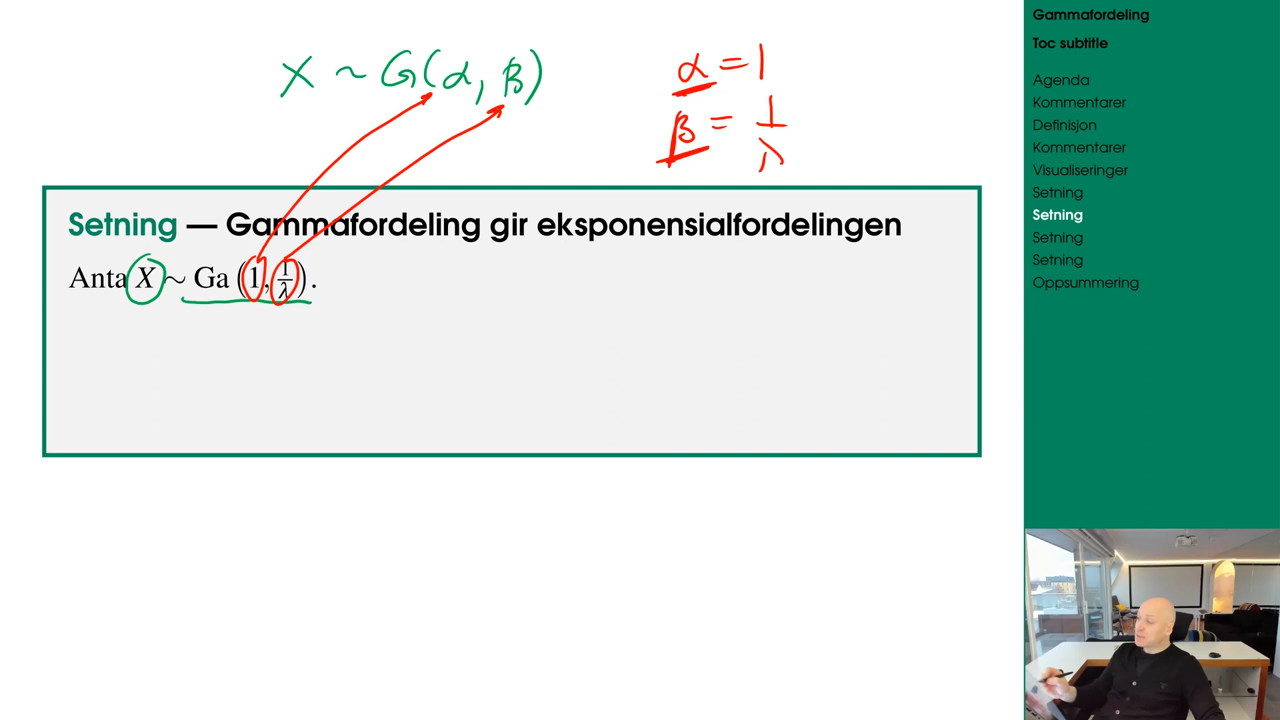 X ~ G(α, β)
α = 1
β = 1/λ
Setning — Gammafordeling gir eksponensialfordelingen
Anta X ~ Ga (1, 1/λ).
Gammafordeling
Toc subtitle
Agenda
Kommentarer
Definisjon
Kommentarer
Visualiseringer
Setning
Setning
Setning
Setning
Oppsummering